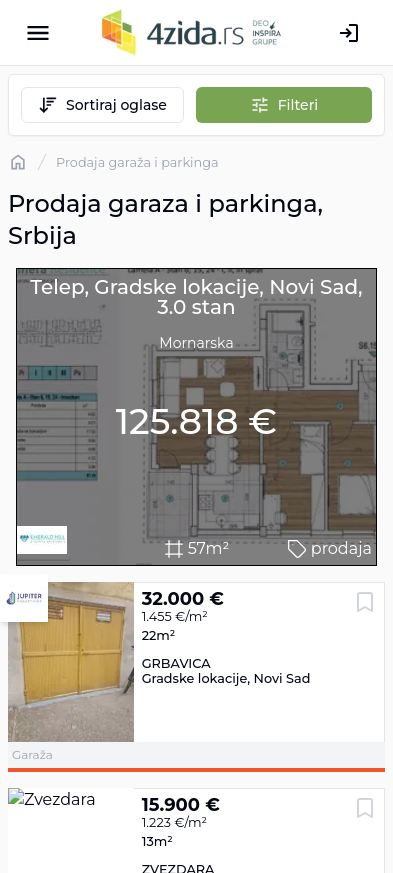 4zida.rs
DEO
INSPIRA
GRUPE
Sortiraj oglase
Filteri
/
Prodaja garaža i parkinga
Prodaja garaza i parkinga,
Srbija
Telep, Gradske lokacije, Novi Sad,
3.0 stan
Mornarska
125.818 €
EMERALD HILL
57m²
prodaja
JUPITER
32.000 €
1.455 €/m²
22m²
GRBAVICA
Gradske lokacije, Novi Sad
Garaža
Zvezdara
15.900 €
1.223 €/m²
13m²
ZVEZDARA